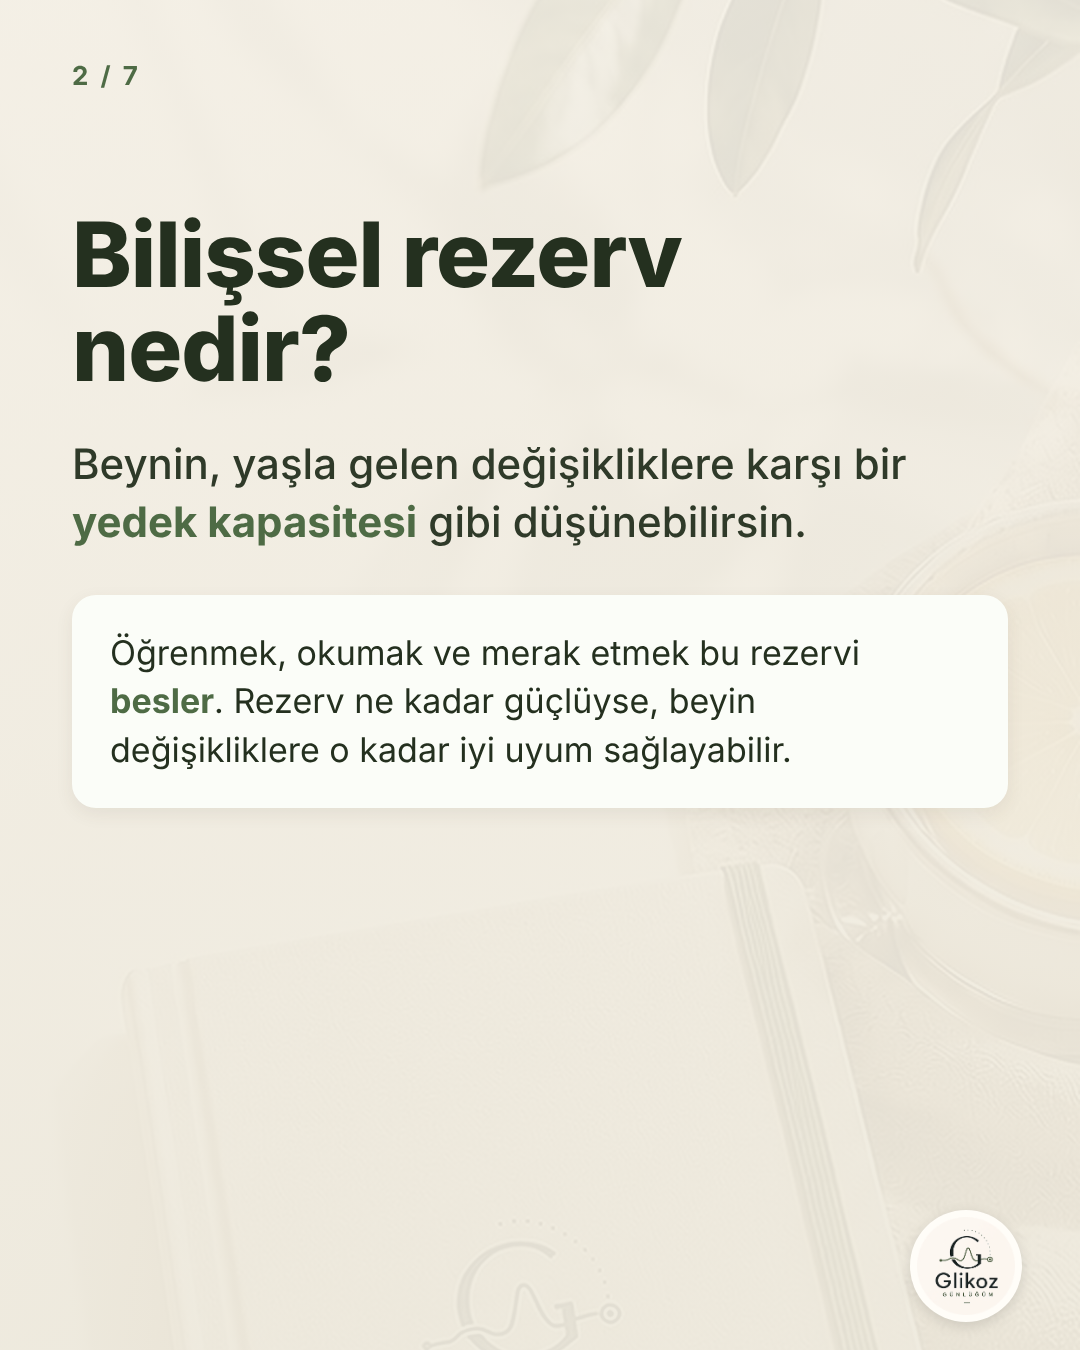 2 / 7
Bilişsel rezerv
nedir?
Beynin, yaşla gelen değişikliklere karşı bir
yedek kapasitesi gibi düşünebilirsin.
Öğrenmek, okumak ve merak etmek bu rezervi
besler. Rezerv ne kadar güçlüyse, beyin
değişikliklere o kadar iyi uyum sağlayabilir.
G
G
Glikoz
GÜNLÜĞÜM